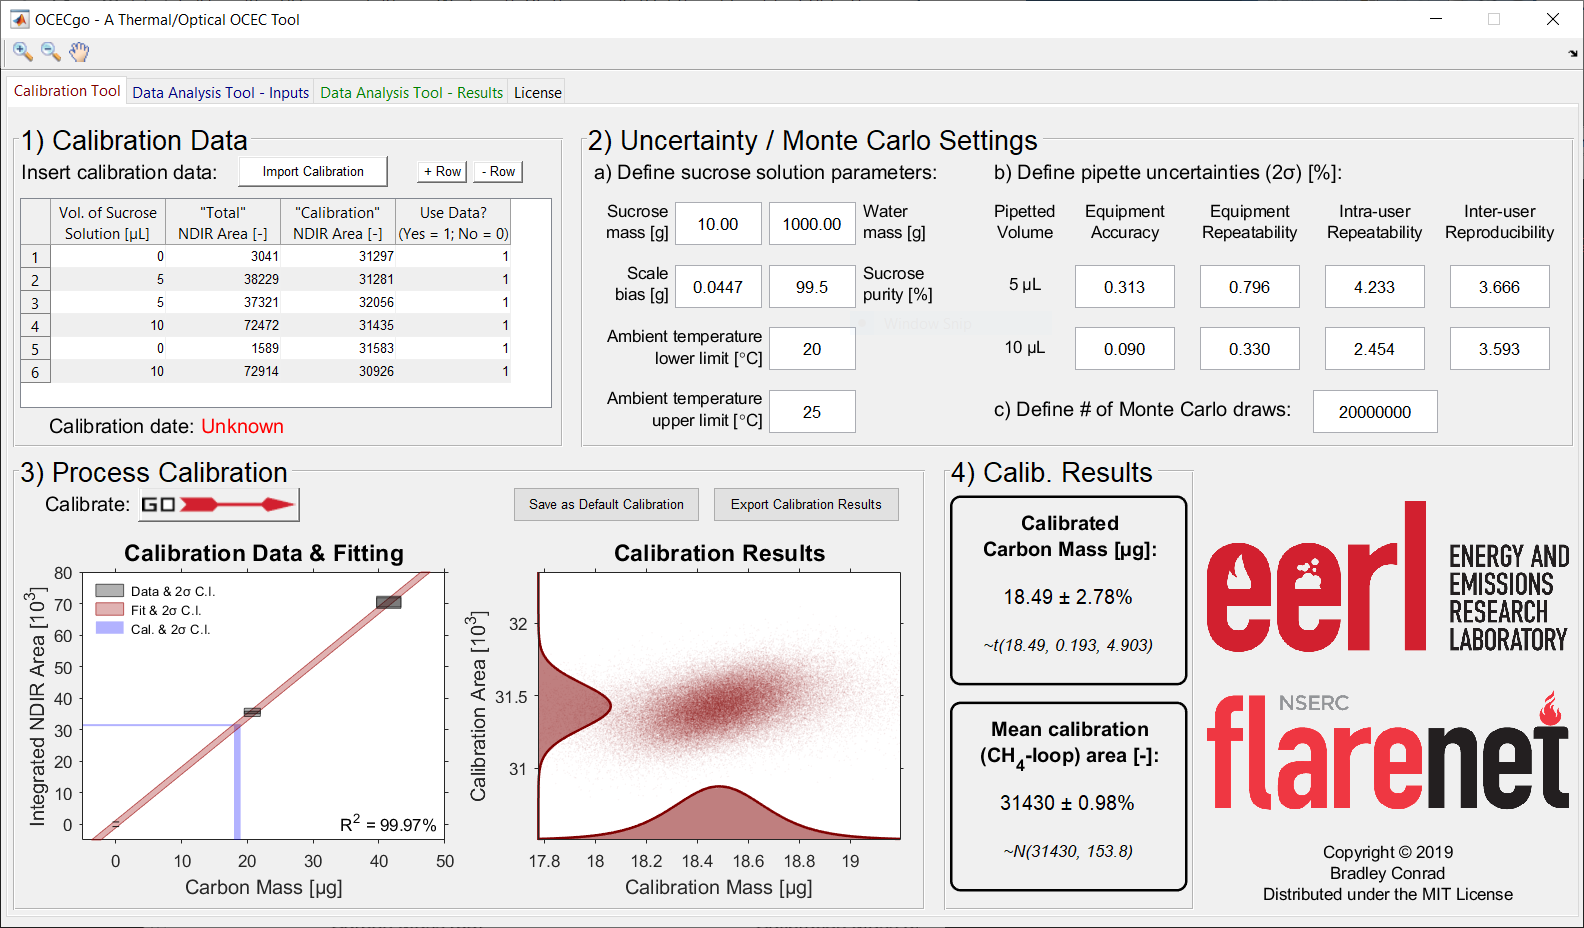 OCECgo - A Thermal/Optical OCEC Tool
Calibration Tool Data Analysis Tool - Inputs Data Analysis Tool - Results License
1) Calibration Data
Insert calibration data: Import Calibration + Row - Row
Vol. of Sucrose Solution [µL] "Total" NDIR Area [-] "Calibration" NDIR Area [-] Use Data? (Yes = 1; No = 0)
1 0 3041 31297 1
2 5 38229 31281 1
3 5 37321 32056 1
4 10 72472 31435 1
5 0 1589 31583 1
6 10 72914 30926 1
Calibration date: Unknown
2) Uncertainty / Monte Carlo Settings
a) Define sucrose solution parameters:
Sucrose mass [g] 10.00 1000.00 Water mass [g]
Scale bias [g] 0.0447 99.5 Sucrose purity [%]
Window Snip
Ambient temperature lower limit [°C] 20
Ambient temperature upper limit [°C] 25
b) Define pipette uncertainties (2σ) [%]:
Pipetted Volume Equipment Accuracy Equipment Repeatability Intra-user Repeatability Inter-user Reproducibility
5 µL 0.313 0.796 4.233 3.666
10 µL 0.090 0.330 2.454 3.593
c) Define # of Monte Carlo draws: 20000000
3) Process Calibration
Calibrate: GO
Save as Default Calibration Export Calibration Results
Calibration Data & Fitting
Integrated NDIR Area [10³]
80
70
60
50
40
30
20
10
0
Data & 2σ C.I.
Fit & 2σ C.I.
Cal. & 2σ C.I.
R² = 99.97%
0 10 20 30 40 50
Carbon Mass [µg]
Calibration Results
Calibration Area [10³]
32
31.5
31
17.8 18 18.2 18.4 18.6 18.8 19
Calibration Mass [µg]
4) Calib. Results
Calibrated
Carbon Mass [µg]:
18.49 ± 2.78%
~t(18.49, 0.193, 4.903)
Mean calibration
(CH₄-loop) area [-]:
31430 ± 0.98%
~N(31430, 153.8)
eerl
ENERGY AND
EMISSIONS
RESEARCH
LABORATORY
NSERC
flarenet
Copyright © 2019
Bradley Conrad
Distributed under the MIT License